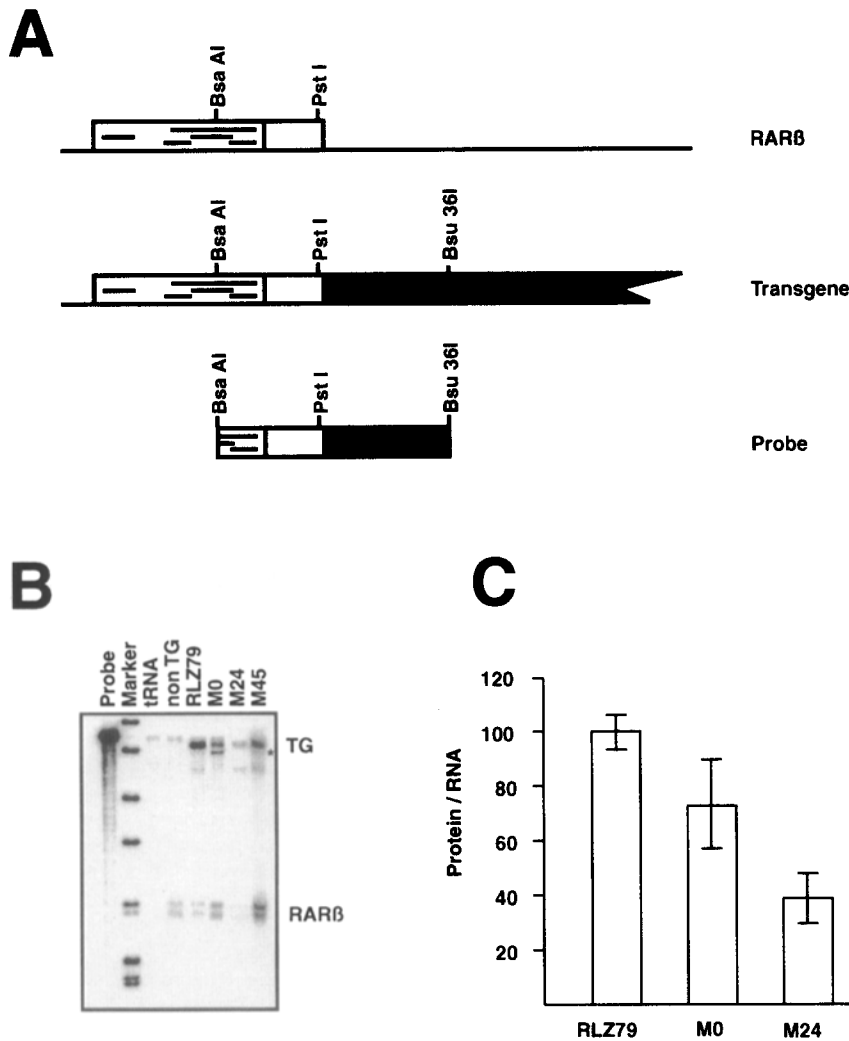 A
Bsa AI
Pst I
RARß
Bsa AI
Pst I
Bsu 36I
Transgene
Bsa AI
Pst I
Bsu 36I
Probe
B
Probe
Marker
tRNA
non TG
RLZ79
M0
M24
M45
TG
RARß
C
Protein / RNA
120
100
80
60
40
20
RLZ79
M0
M24